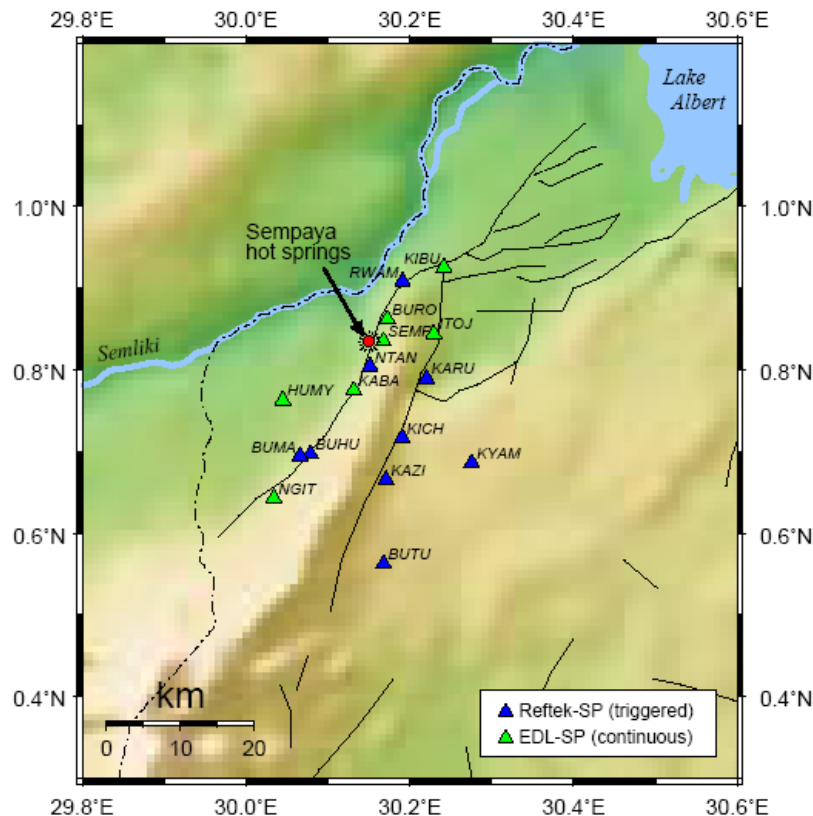 29.8°E 30.0°E 30.2°E 30.4°E 30.6°E
Lake
Albert
1.0°N 1.0°N
Sempaya
hot springs
KIBU
RWAM
BURO
ITOJ
SEMP
Semliki
NTAN
0.8°N 0.8°N
KARU
KABA
HUMY
KICH
BUMA BUHU
KYAM
KAZI
NGIT
0.6°N 0.6°N
BUTU
0.4°N 0.4°N
km
Reftek-SP (triggered)
0 10 20
EDL-SP (continuous)
29.8°E 30.0°E 30.2°E 30.4°E 30.6°E